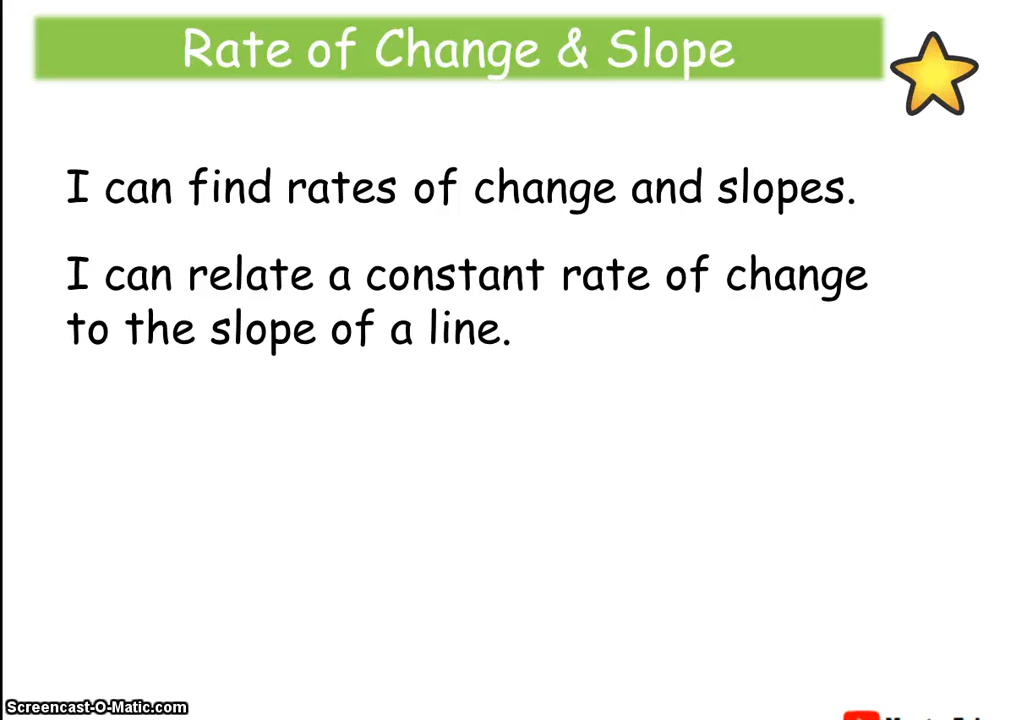 Rate of Change & Slope
I can find rates of change and slopes.
I can relate a constant rate of change
to the slope of a line.
Screencast-O-Matic.com